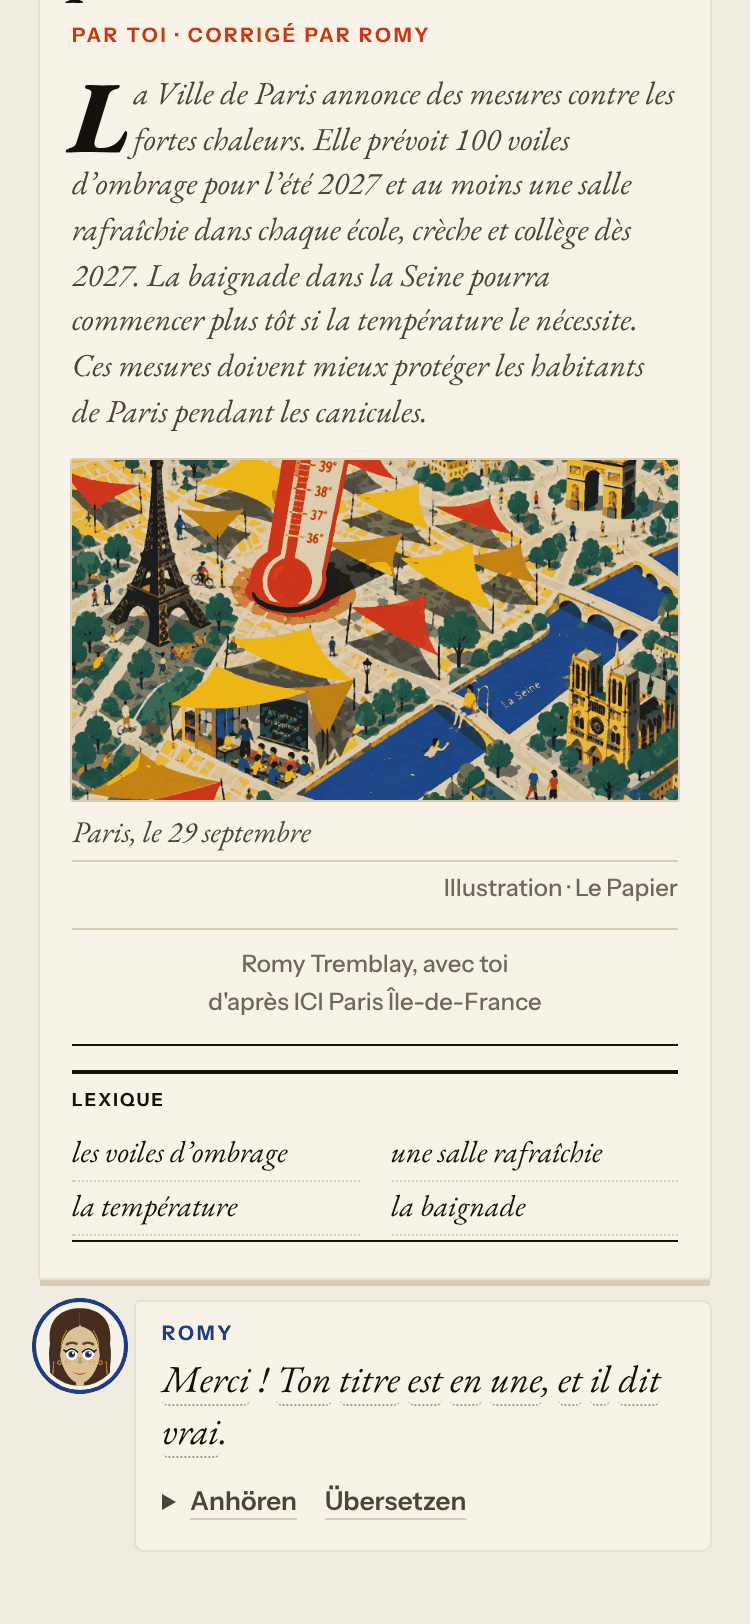 PAR TOI · CORRIGÉ PAR ROMY
La Ville de Paris annonce des mesures contre les
fortes chaleurs. Elle prévoit 100 voiles
d’ombrage pour l’été 2027 et au moins une salle
rafraîchie dans chaque école, crèche et collège dès
2027. La baignade dans la Seine pourra
commencer plus tôt si la température le nécessite.
Ces mesures doivent mieux protéger les habitants
de Paris pendant les canicules.
39°
38°
37°
36°
La Seine
Paris, le 29 septembre
Illustration · Le Papier
Romy Tremblay, avec toi
d'après ICI Paris Île-de-France
LEXIQUE
les voiles d’ombrage
une salle rafraîchie
la température
la baignade
ROMY
Merci ! Ton titre est en une, et il dit
vrai.
Anhören Übersetzen